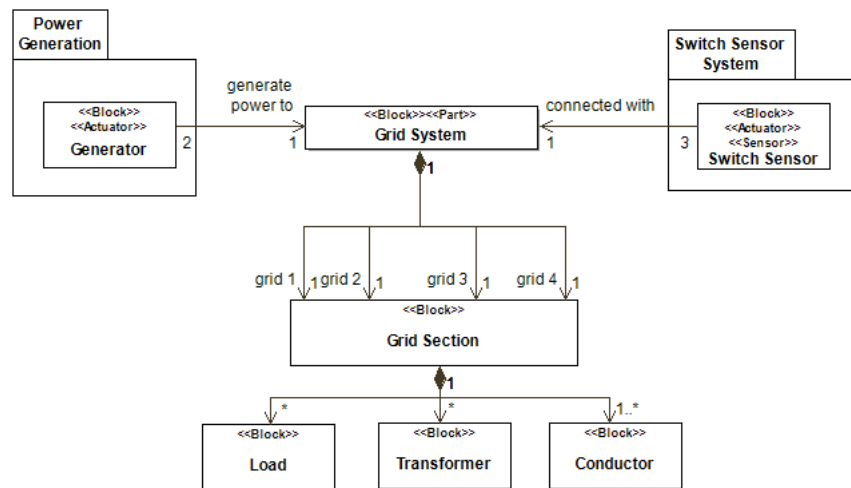 Power
Generation
<<Block>>
<<Actuator>>
Generator
2
generate
power to
1
<<Block>><<Part>>
Grid System
1
connected with
1
3
Switch Sensor
System
<<Block>>
<<Actuator>>
<<Sensor>>
Switch Sensor
grid 1
1
grid 2
1
grid 3
1
grid 4
1
<<Block>>
Grid Section
1
*
*
1..*
<<Block>>
Load
<<Block>>
Transformer
<<Block>>
Conductor